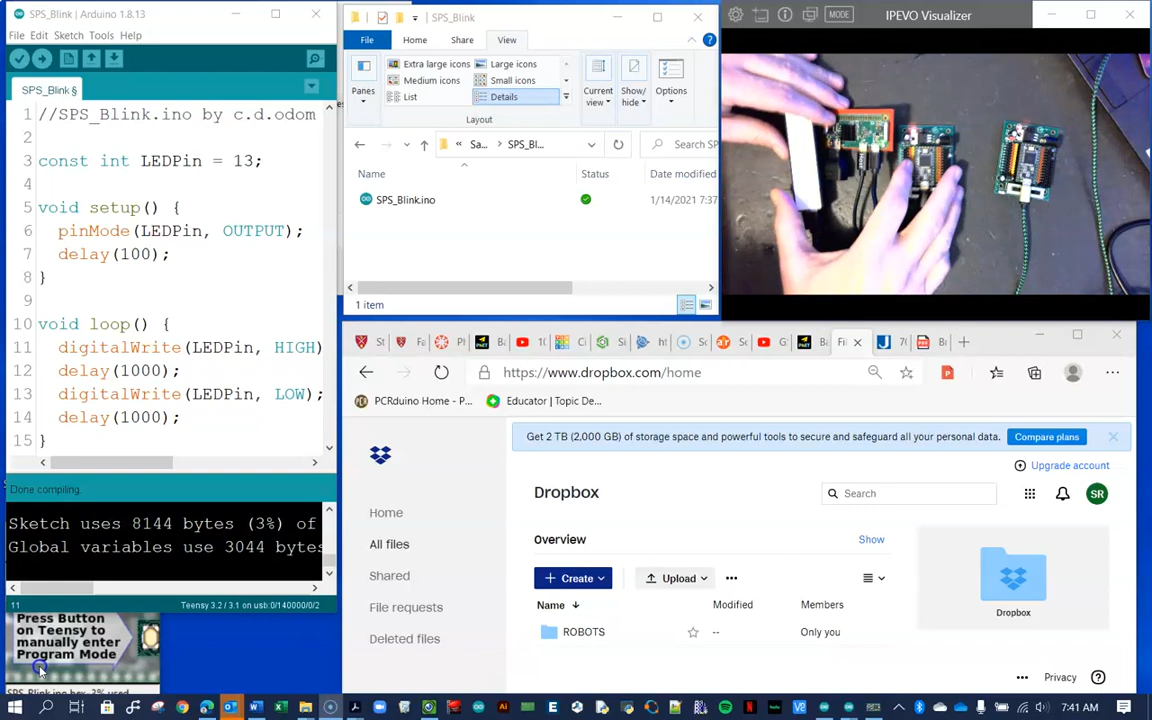 SPS_Blink | Arduino 1.8.13
File Edit Sketch Tools Help
SPS_Blink §
1 //SPS_Blink.ino by c.d.odom
2
3 const int LEDPin = 13;
4
5 void setup() {
6 pinMode(LEDPin, OUTPUT);
7 delay(100);
8 }
9
10 void loop() {
11 digitalWrite(LEDPin, HIGH)
12 delay(1000);
13 digitalWrite(LEDPin, LOW);
14 delay(1000);
15 }
Done compiling.
Sketch uses 8144 bytes (3%) of
Global variables use 3044 bytes
11 Teensy 3.2 / 3.1 on usb:0/140000/0/2
Press Button
on Teensy to
manually enter
Program Mode
SPS_Blink.hex, 3% used
SPS_Blink
File Home Share View
Panes
Extra large icons Large icons
Medium icons Small icons
List Details
Current view
Show/hide
Options
Layout
« Sa... > SPS_Bl...
Search SP
Name Status Date modified
SPS_Blink.ino 1/14/2021 7:37
1 item
MODE IPEVO Visualizer
https://www.dropbox.com/home
PCRduino Home - P... Educator | Topic De...
Get 2 TB (2,000 GB) of storage space and powerful tools to secure and safeguard all your personal data. Compare plans
Upgrade account
Dropbox
Search
SR
Home
All files
Shared
File requests
Deleted files
Overview Show
Create Upload
Name Modified Members
ROBOTS -- Only you
Dropbox
Privacy
7:41 AM